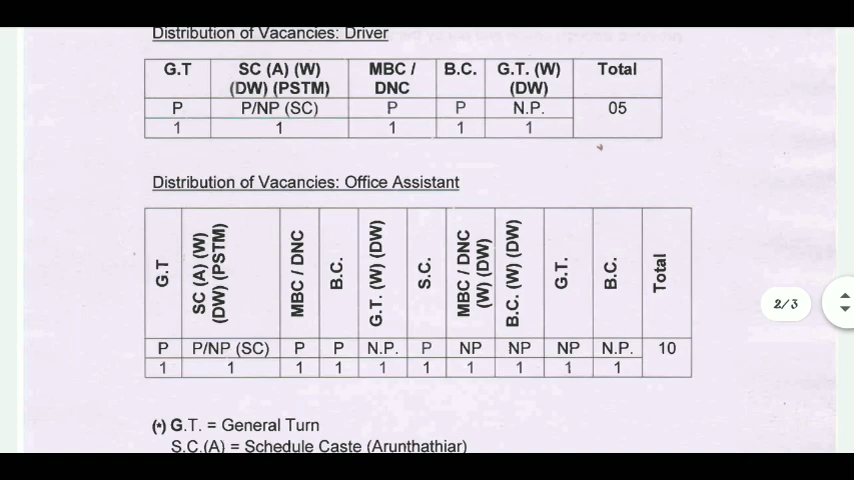 Distribution of Vacancies: Driver
G.T SC (A) (W) (DW) (PSTM) MBC / DNC B.C. G.T. (W) (DW) Total
P P/NP (SC) P P N.P. 05
1 1 1 1 1
Distribution of Vacancies: Office Assistant
G.T SC (A) (W) (DW) (PSTM) MBC / DNC B.C. G.T. (W) (DW) S.C. MBC / DNC (W) (DW) B.C. (W) (DW) G.T. B.C. Total
P P/NP (SC) P P N.P. P NP NP NP N.P. 10
1 1 1 1 1 1 1 1 1 1
2/3
(*) G.T. = General Turn
S.C.(A) = Schedule Caste (Arunthathiar)